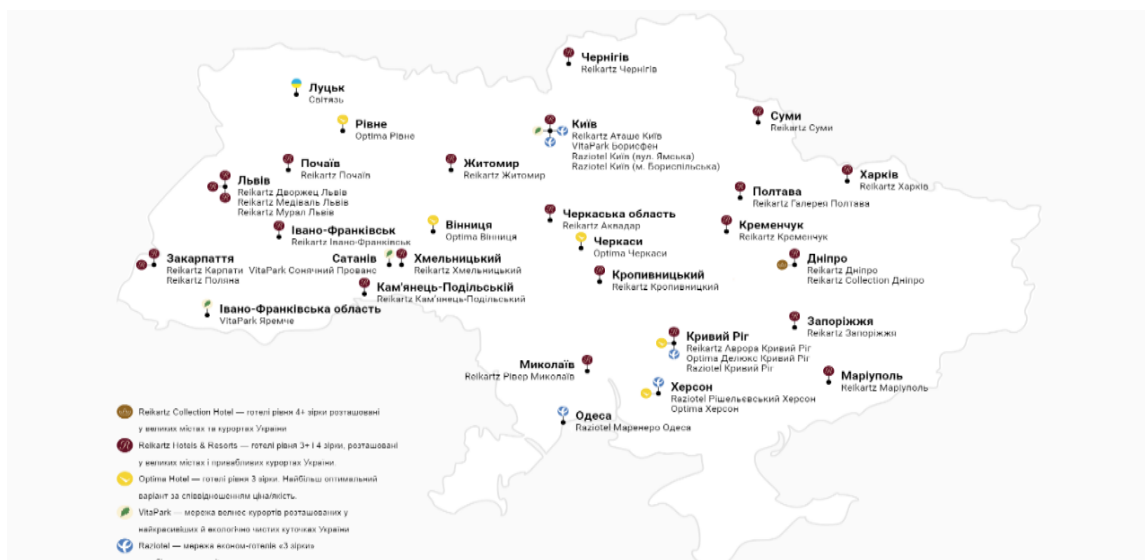 Чернігів
Reikartz Чернігів
Луцьк
Світязь
Рівне
Optima Рівне
Київ
Reikartz Аташе Київ
VitaPark Борисфен
Raziotel Київ (вул. Ямська)
Raziotel Київ (м. Бориспільська)
Суми
Reikartz Суми
Почаїв
Reikartz Почаїв
Житомир
Reikartz Житомир
Харків
Reikartz Харків
Львів
Reikartz Дворжец Львів
Reikartz Медіваль Львів
Reikartz Мурал Львів
Полтава
Reikartz Галерея Полтава
Івано-Франківськ
Reikartz Івано-Франківськ
Вінниця
Optima Вінниця
Черкаська область
Reikartz Аквадар
Кременчук
Reikartz Кременчук
Черкаси
Optima Черкаси
Закарпаття
Reikartz Карпати
Reikartz Поляна
Сатанів
VitaPark Сонячний Прованс
Хмельницький
Reikartz Хмельницький
Дніпро
Reikartz Дніпро
Reikartz Collection Дніпро
Кропивницький
Reikartz Кропивницкий
Кам'янець-Подільській
Reikartz Кам'янець-Подільський
Івано-Франківська область
VitaPark Яремче
Запоріжжя
Reikartz Запоріжжя
Кривий Ріг
Reikartz Аврора Кривий Ріг
Optima Делюкс Кривий Ріг
Raziotel Кривий Ріг
Миколаїв
Reikartz Рівер Миколаїв
Маріуполь
Reikartz Маріуполь
Херсон
Raziotel Рішельєвський Херсон
Optima Херсон
Одеса
Raziotel Маренеро Одеса
Reikartz Collection Hotel — готелі рівня 4+ зірки розташовані
у великих містах та курортах України
Reikartz Hotels & Resorts — готелі рівня 3+ і 4 зірки, розташовані
у великих містах і привабливих курортах України
Optima Hotel — готелі рівня 3 зірки. Найбільш оптимальний
варіант за співвідношенням ціна/якість.
VitaPark — мережа велнес курортів розташованих у
найкрасивіших й екологічно чистих куточках України
Raziotel — мережа економ-готелів «3 зірки»